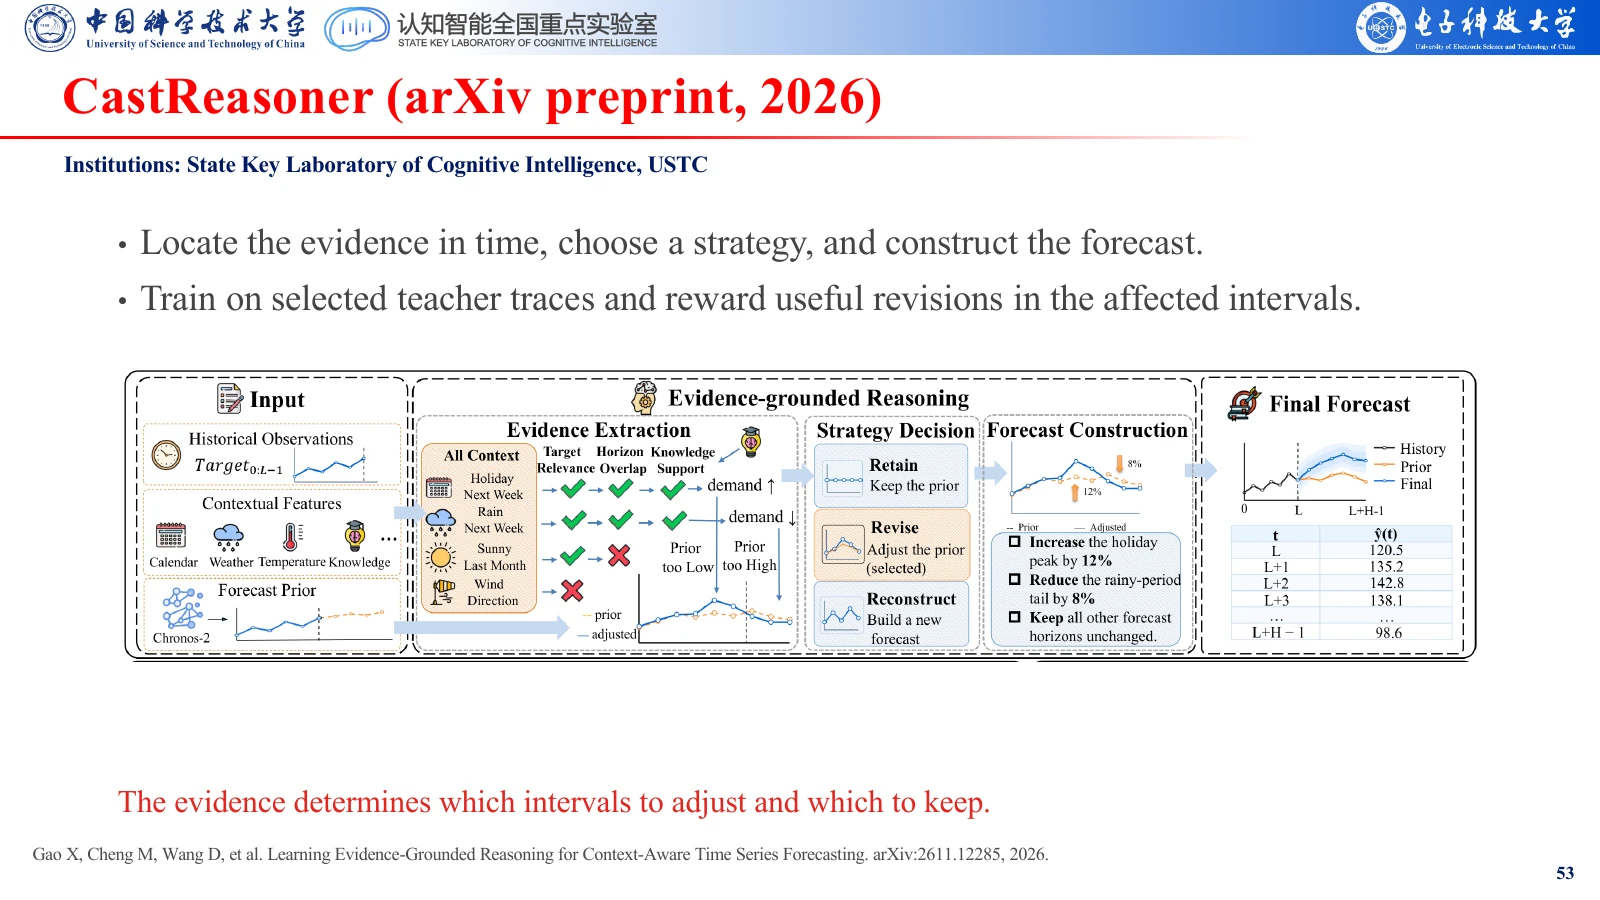 中国科学技术大学
University of Science and Technology of China
认知智能全国重点实验室
STATE KEY LABORATORY OF COGNITIVE INTELLIGENCE
电子科技大学
University of Electronic Science and Technology of China
CastReasoner (arXiv preprint, 2026)
Institutions: State Key Laboratory of Cognitive Intelligence, USTC
• Locate the evidence in time, choose a strategy, and construct the forecast.
• Train on selected teacher traces and reward useful revisions in the affected intervals.
Input
Historical Observations
Target0:L−1
Contextual Features
...
Calendar Weather Temperature Knowledge
Forecast Prior
Chronos-2
Evidence-grounded Reasoning
Evidence Extraction
All Context
Target Relevance
Horizon Overlap
Knowledge Support
Holiday
Next Week
demand ↑
Rain
Next Week
demand ↓
Sunny
Last Month
Wind
Direction
Prior
too Low
Prior
too High
-- prior
— adjusted
Strategy Decision
Retain
Keep the prior
Revise
Adjust the prior
(selected)
Reconstruct
Build a new
forecast
Forecast Construction
8%
12%
-- Prior — Adjusted
Increase the holiday
peak by 12%
Reduce the rainy-period
tail by 8%
Keep all other forecast
horizons unchanged.
Final Forecast
History
Prior
Final
0 L L+H-1
t ŷ(t)
L 120.5
L+1 135.2
L+2 142.8
L+3 138.1
... ...
L+H − 1 98.6
The evidence determines which intervals to adjust and which to keep.
Gao X, Cheng M, Wang D, et al. Learning Evidence-Grounded Reasoning for Context-Aware Time Series Forecasting. arXiv:2611.12285, 2026.
53